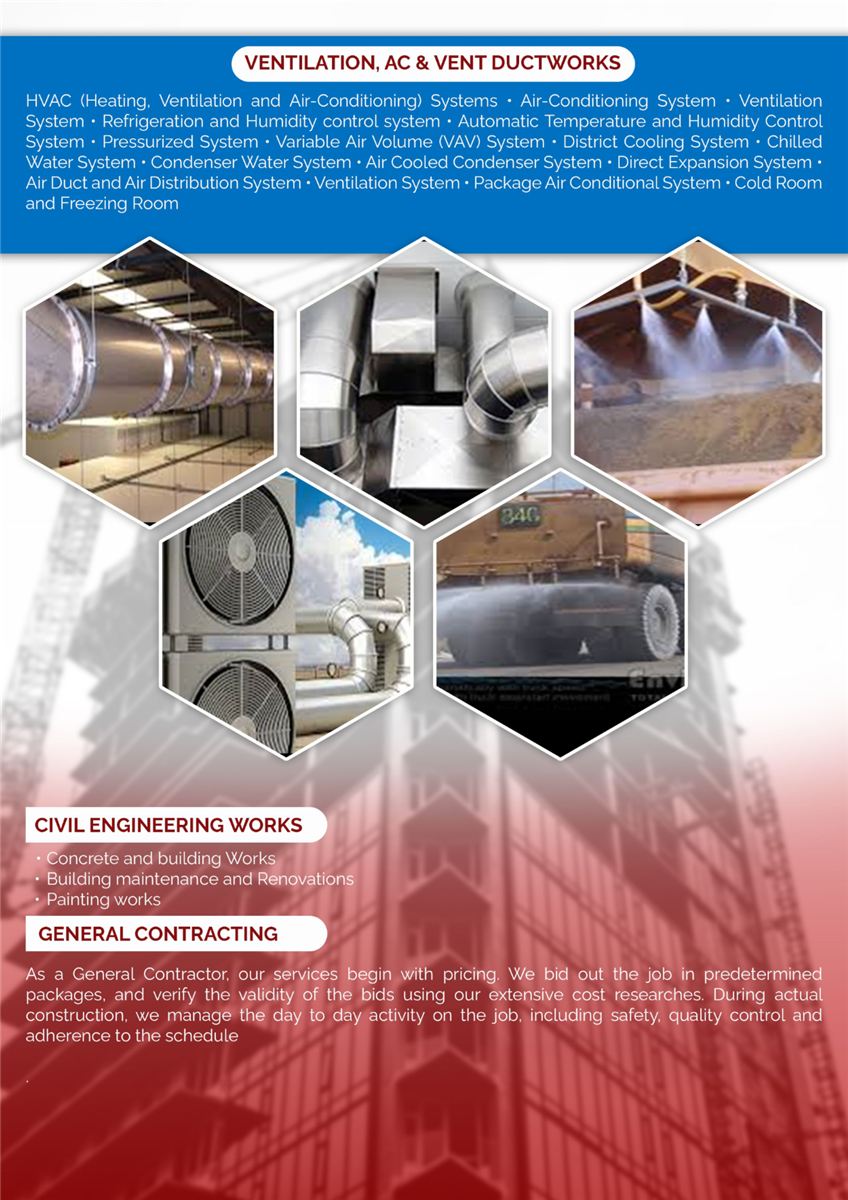 VENTILATION, AC & VENT DUCTWORKS
HVAC (Heating, Ventilation and Air-Conditioning) Systems • Air-Conditioning System • Ventilation
System • Refrigeration and Humidity control system • Automatic Temperature and Humidity Control
System • Pressurized System • Variable Air Volume (VAV) System • District Cooling System • Chilled
Water System • Condenser Water System • Air Cooled Condenser System • Direct Expansion System •
Air Duct and Air Distribution System • Ventilation System • Package Air Conditional System • Cold Room
and Freezing Room
840
CIVIL ENGINEERING WORKS
• Concrete and building Works
• Building maintenance and Renovations
• Painting works
GENERAL CONTRACTING
As a General Contractor, our services begin with pricing. We bid out the job in predetermined
packages, and verify the validity of the bids using our extensive cost researches. During actual
construction, we manage the day to day activity on the job, including safety, quality control and
adherence to the schedule
.